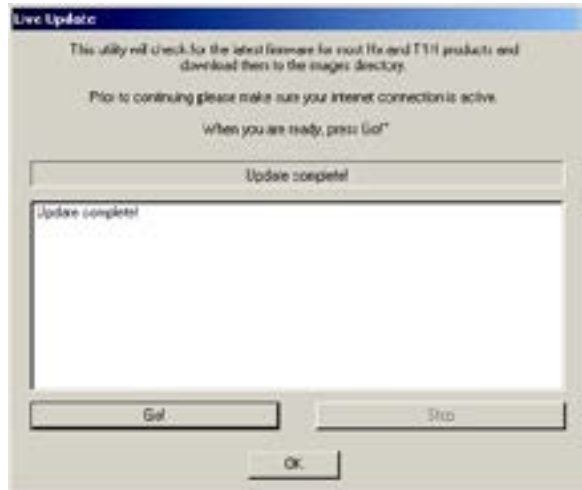 Live Update
This utility will check for the latest firmware for most Hx and T1H products and
download them to the images directory.
Prior to continuing please make sure your internet connection is active.
When you are ready, press Go!"
Update complete!
Update complete!
Go!
Stop
OK